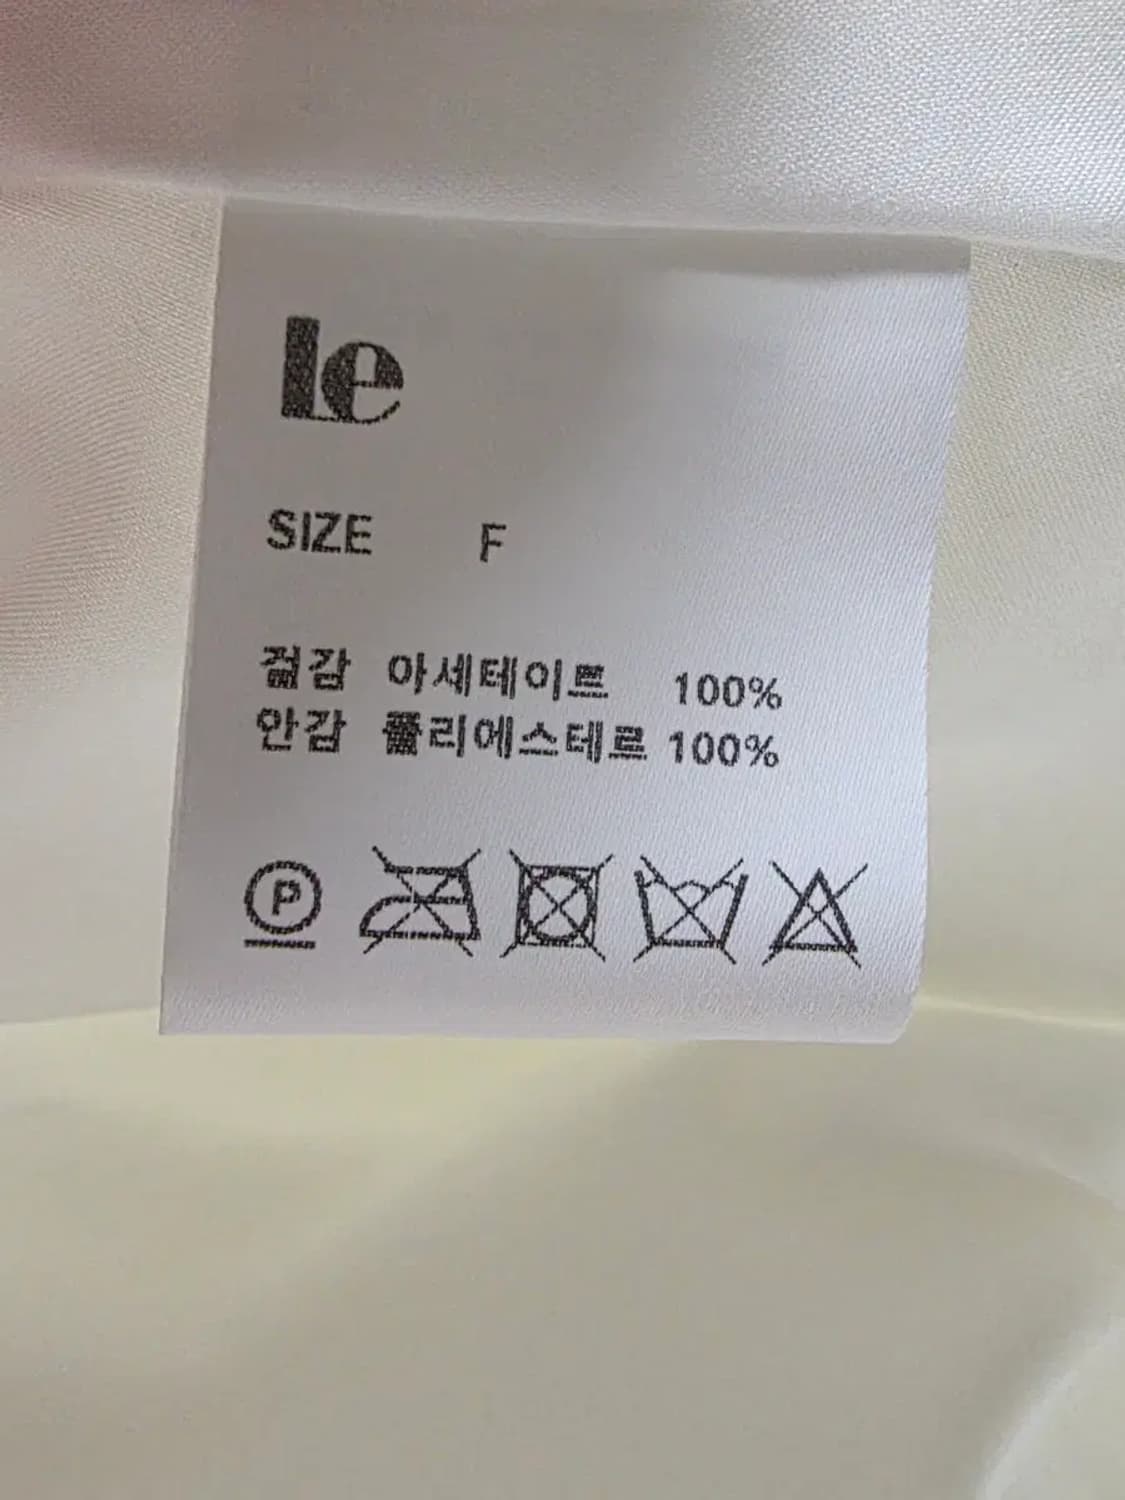 le
SIZE F
겉감 아세테이트 100%
안감 폴리에스테르 100%
P